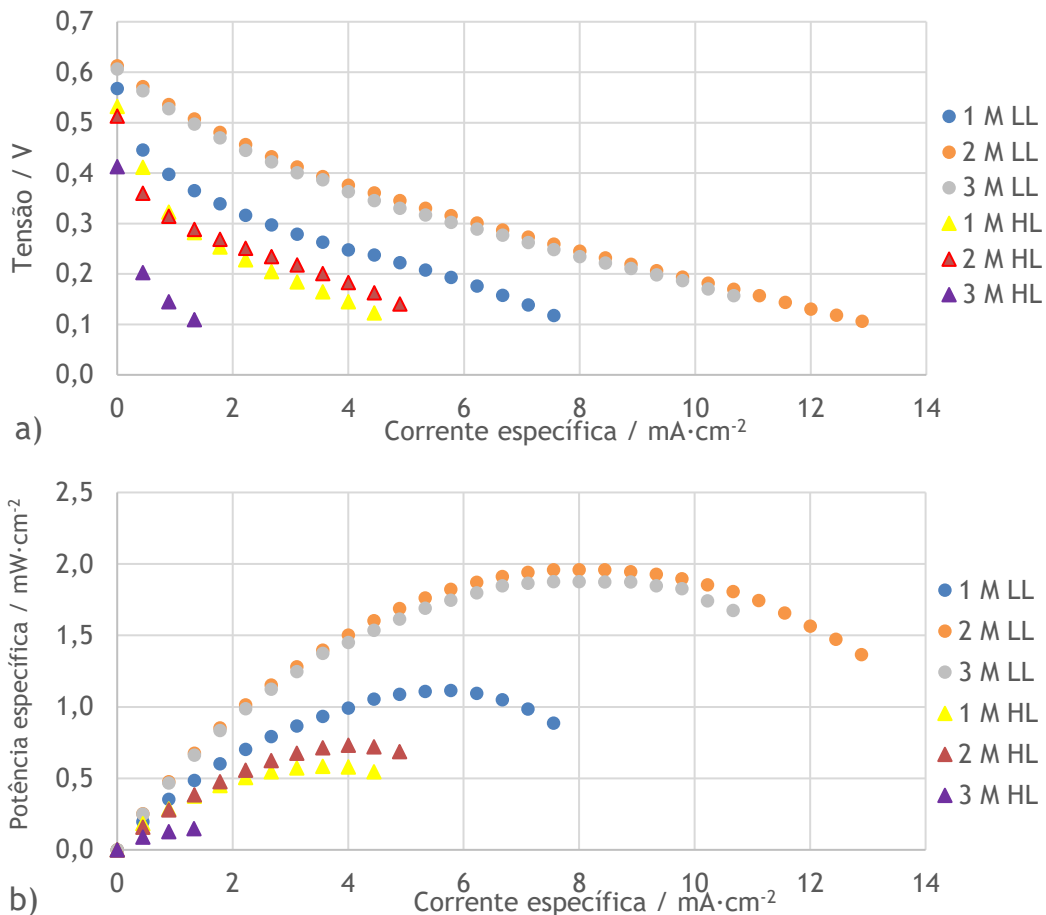 0,7
0,6
0,5
0,4
0,3
0,2
0,1
0,0
Tensão / V
0 2 4 6 8 10 12 14
Corrente específica / mA·cm-2
a)
1 M LL
2 M LL
3 M LL
1 M HL
2 M HL
3 M HL
2,5
2,0
1,5
1,0
0,5
0,0
Potência específica / mW·cm-2
0 2 4 6 8 10 12 14
Corrente específica / mA·cm-2
b)
1 M LL
2 M LL
3 M LL
1 M HL
2 M HL
3 M HL